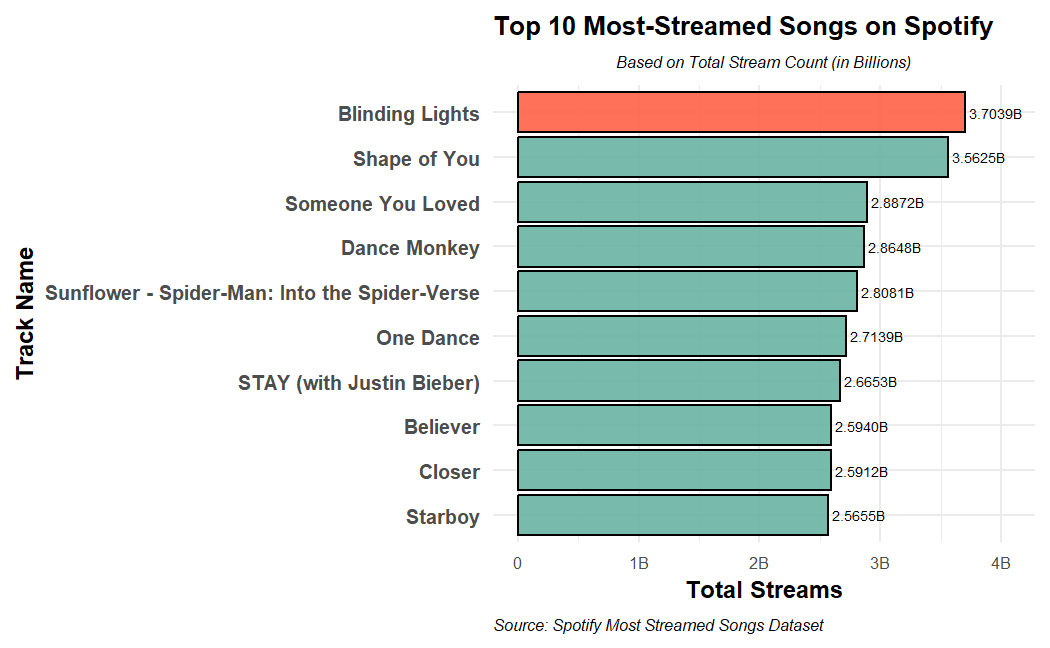 Top 10 Most-Streamed Songs on Spotify
Based on Total Stream Count (in Billions)
Track Name
Blinding Lights 3.7039B
Shape of You 3.5625B
Someone You Loved 2.8872B
Dance Monkey 2.8648B
Sunflower - Spider-Man: Into the Spider-Verse 2.8081B
One Dance 2.7139B
STAY (with Justin Bieber) 2.6653B
Believer 2.5940B
Closer 2.5912B
Starboy 2.5655B
0 1B 2B 3B 4B
Total Streams
Source: Spotify Most Streamed Songs Dataset